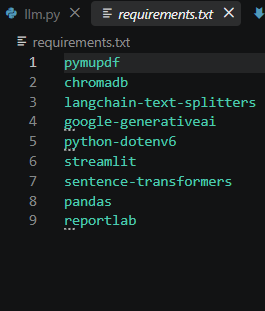 llm.py
requirements.txt
requirements.txt
1 pymupdf
2 chromadb
3 langchain-text-splitters
4 google-generativeai
5 python-dotenv6
6 streamlit
7 sentence-transformers
8 pandas
9 reportlab